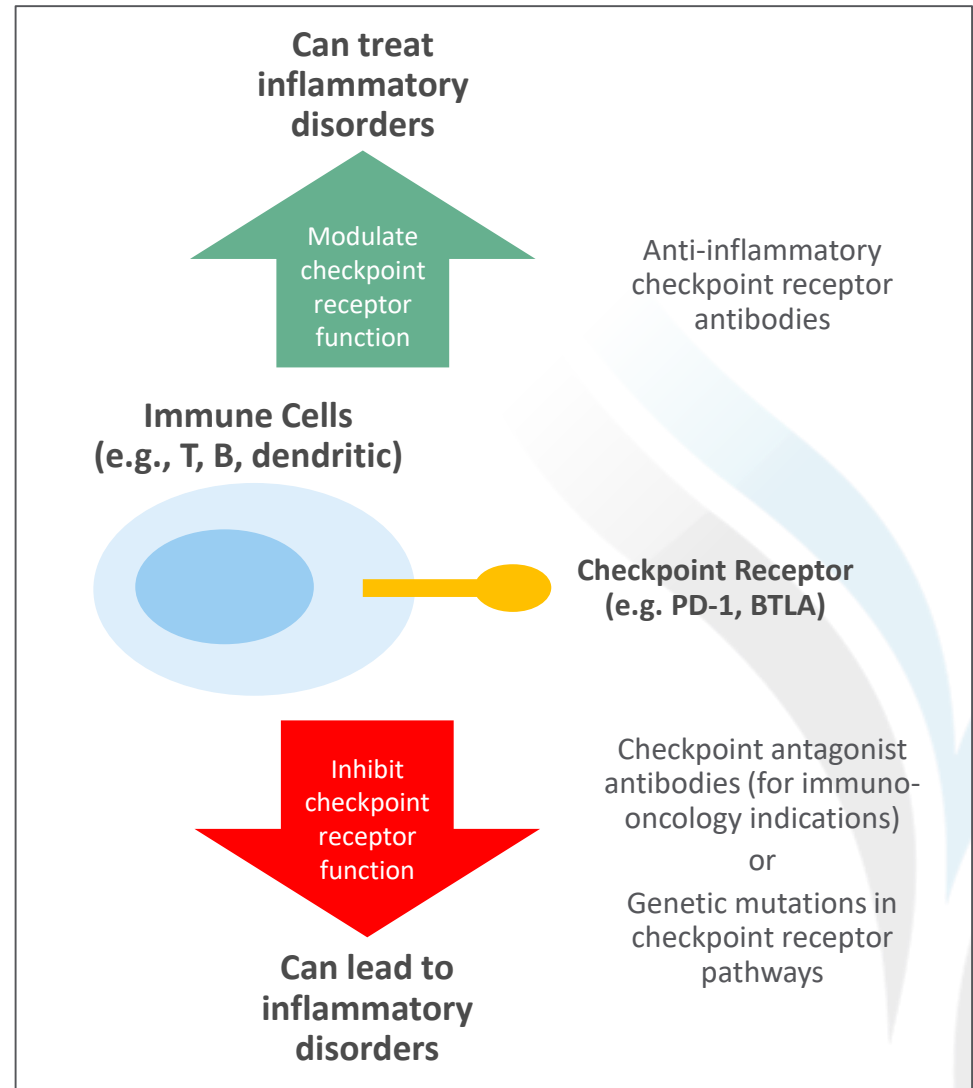 Can treat
inflammatory
disorders
Modulate
checkpoint
receptor
function
Anti-inflammatory
checkpoint receptor
antibodies
Immune Cells
(e.g., T, B, dendritic)
Checkpoint Receptor
(e.g. PD-1, BTLA)
Inhibit
checkpoint
receptor
function
Checkpoint antagonist
antibodies (for immuno-
oncology indications)
or
Genetic mutations in
checkpoint receptor
pathways
Can lead to
inflammatory
disorders